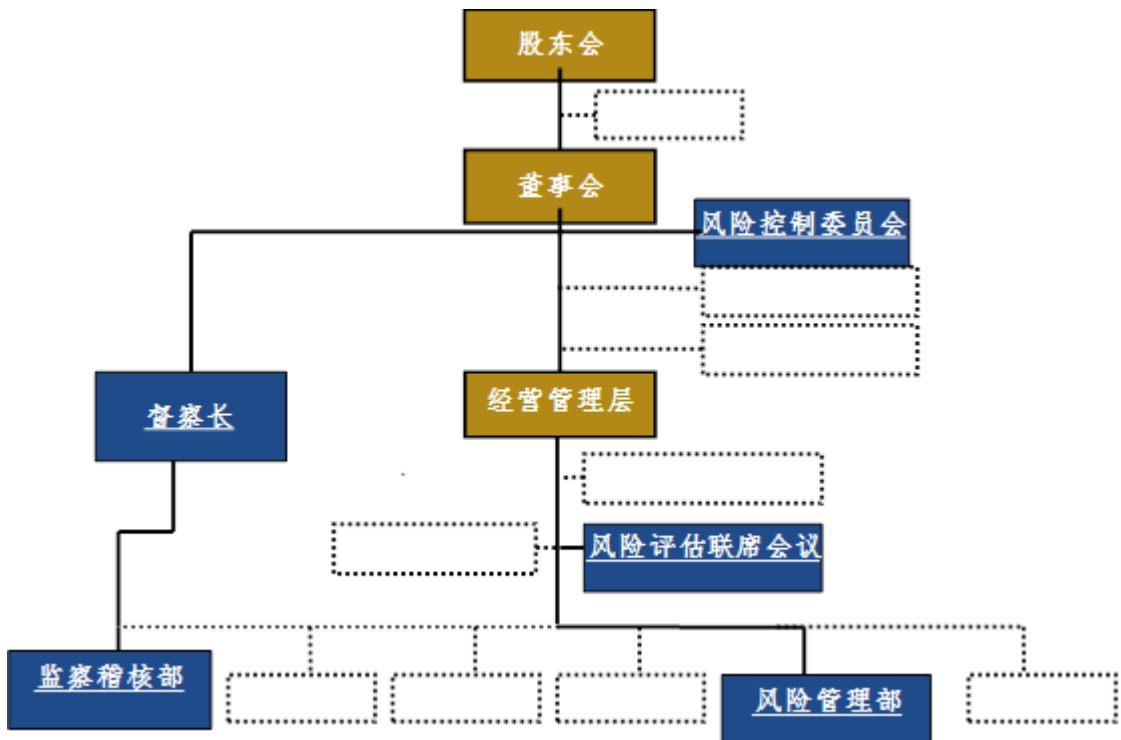 股东会
董事会
风险控制委员会
督察长
经营管理层
风险评估联席会议
监察稽核部
风险管理部